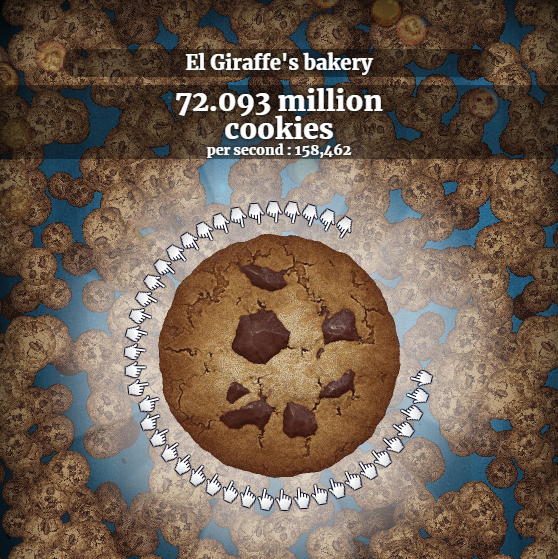 El Giraffe's bakery
72.093 million
cookies
per second : 158,462